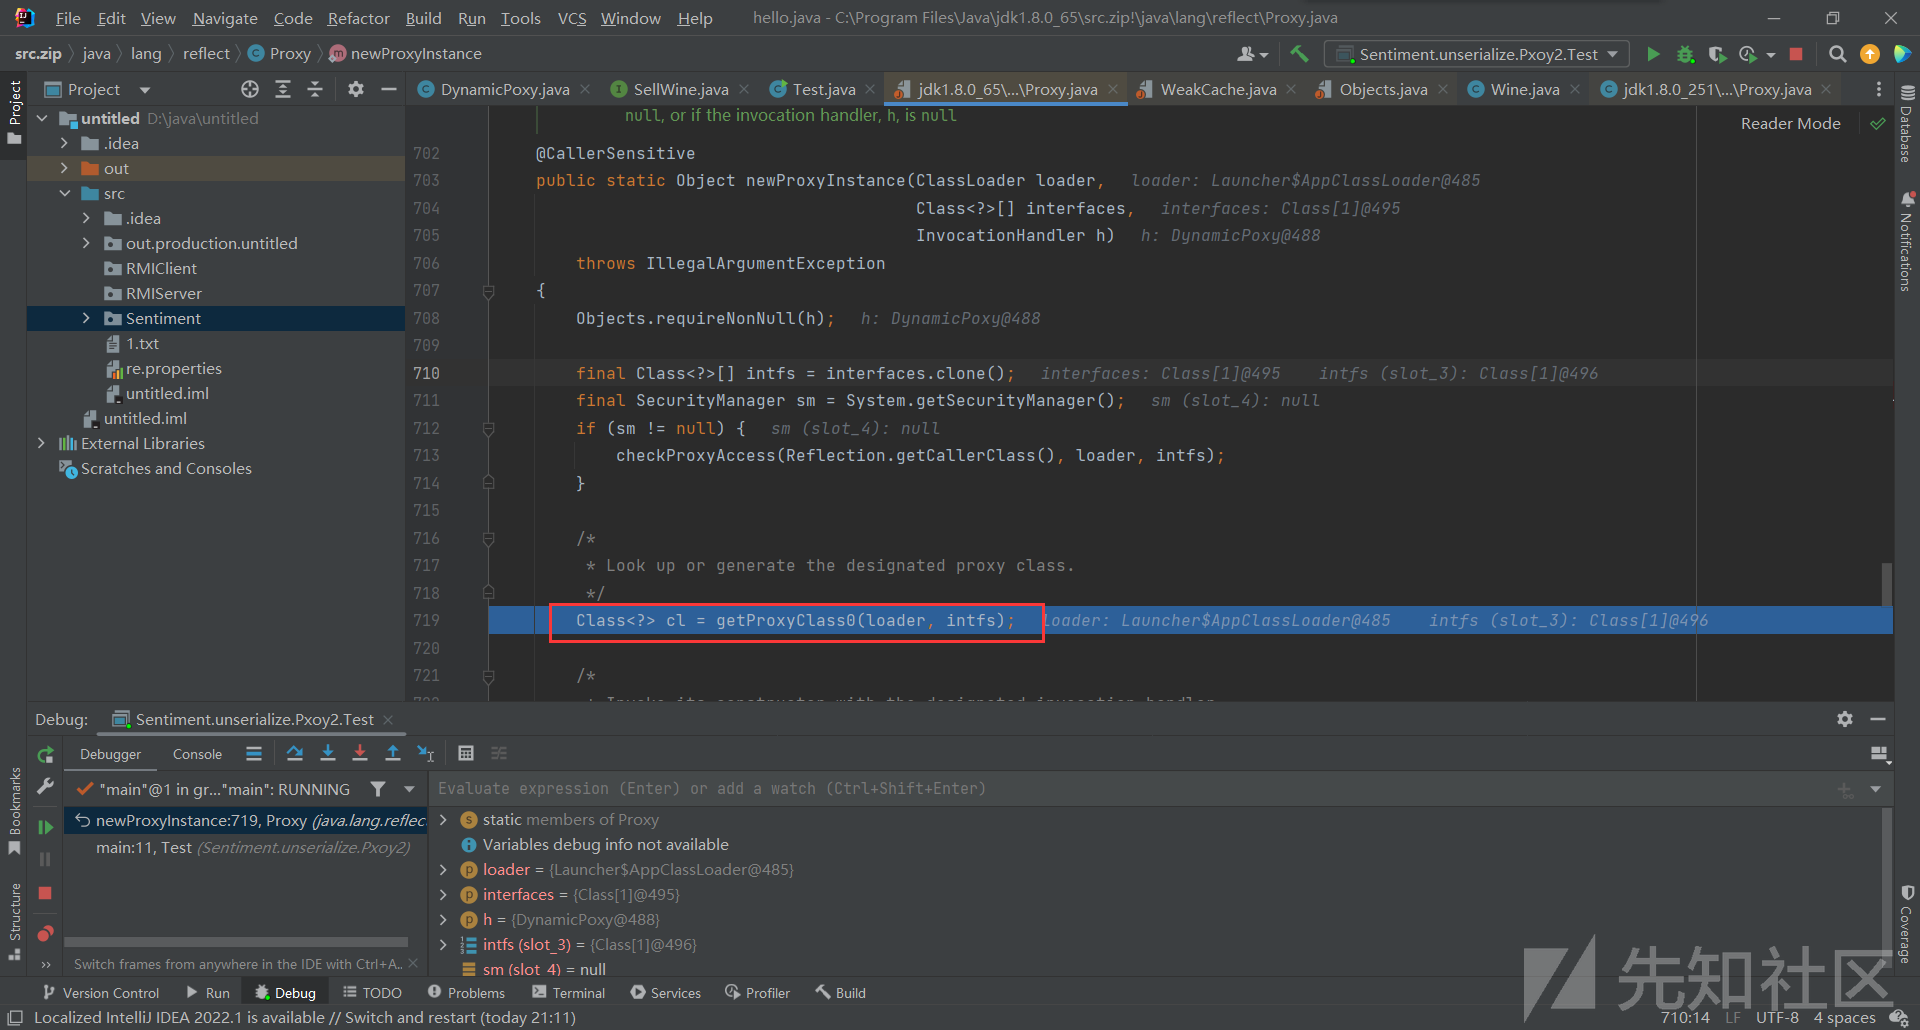 File Edit View Navigate Code Refactor Build Run Tools VCS Window Help hello.java - C:\Program Files\Java\jdk1.8.0_65\src.zip!\java\lang\reflect\Proxy.java
src.zip java lang reflect Proxy newProxyInstance Sentiment.unserialize.Pxoy2.Test
Project DynamicPoxy.java SellWine.java Test.java jdk1.8.0_65\...\Proxy.java WeakCache.java Objects.java Wine.java jdk1.8.0_251\...\Proxy.java
Project
untitled D:\java\untitled
.idea
out
src
.idea
out.production.untitled
RMIClient
RMIServer
Sentiment
1.txt
re.properties
untitled.iml
untitled.iml
External Libraries
Scratches and Consoles
null, or if the invocation handler, h, is null
Reader Mode
702 @CallerSensitive
703 public static Object newProxyInstance(ClassLoader loader, loader: Launcher$AppClassLoader@485
704 Class<?>[] interfaces, interfaces: Class[1]@495
705 InvocationHandler h) h: DynamicPoxy@488
706 throws IllegalArgumentException
707 {
708 Objects.requireNonNull(h); h: DynamicPoxy@488
709
710 final Class<?>[] intfs = interfaces.clone(); interfaces: Class[1]@495 intfs (slot_3): Class[1]@496
711 final SecurityManager sm = System.getSecurityManager(); sm (slot_4): null
712 if (sm != null) { sm (slot_4): null
713 checkProxyAccess(Reflection.getCallerClass(), loader, intfs);
714 }
715
716 /*
717 * Look up or generate the designated proxy class.
718 */
719 Class<?> cl = getProxyClass0(loader, intfs); loader: Launcher$AppClassLoader@485 intfs (slot_3): Class[1]@496
720
721 /*
* Invoke its constructor with the designated invocation handler.
Database
Notifications
Coverage
Bookmarks
Structure
Debug: Sentiment.unserialize.Pxoy2.Test
Debugger Console
"main"@1 in gr..."main": RUNNING
newProxyInstance:719, Proxy (java.lang.reflec
main:11, Test (Sentiment.unserialize.Pxoy2)
Switch frames from anywhere in the IDE with Ctrl+A..
Evaluate expression (Enter) or add a watch (Ctrl+Shift+Enter)
static members of Proxy
Variables debug info not available
loader = {Launcher$AppClassLoader@485}
interfaces = {Class[1]@495}
h = {DynamicPoxy@488}
intfs (slot_3) = {Class[1]@496}
sm (slot_4) = null
先知社区
Version Control Run Debug TODO Problems Terminal Services Profiler Build
Localized IntelliJ IDEA 2022.1 is available // Switch and restart (today 21:11) 710:14 LF UTF-8 4 spaces